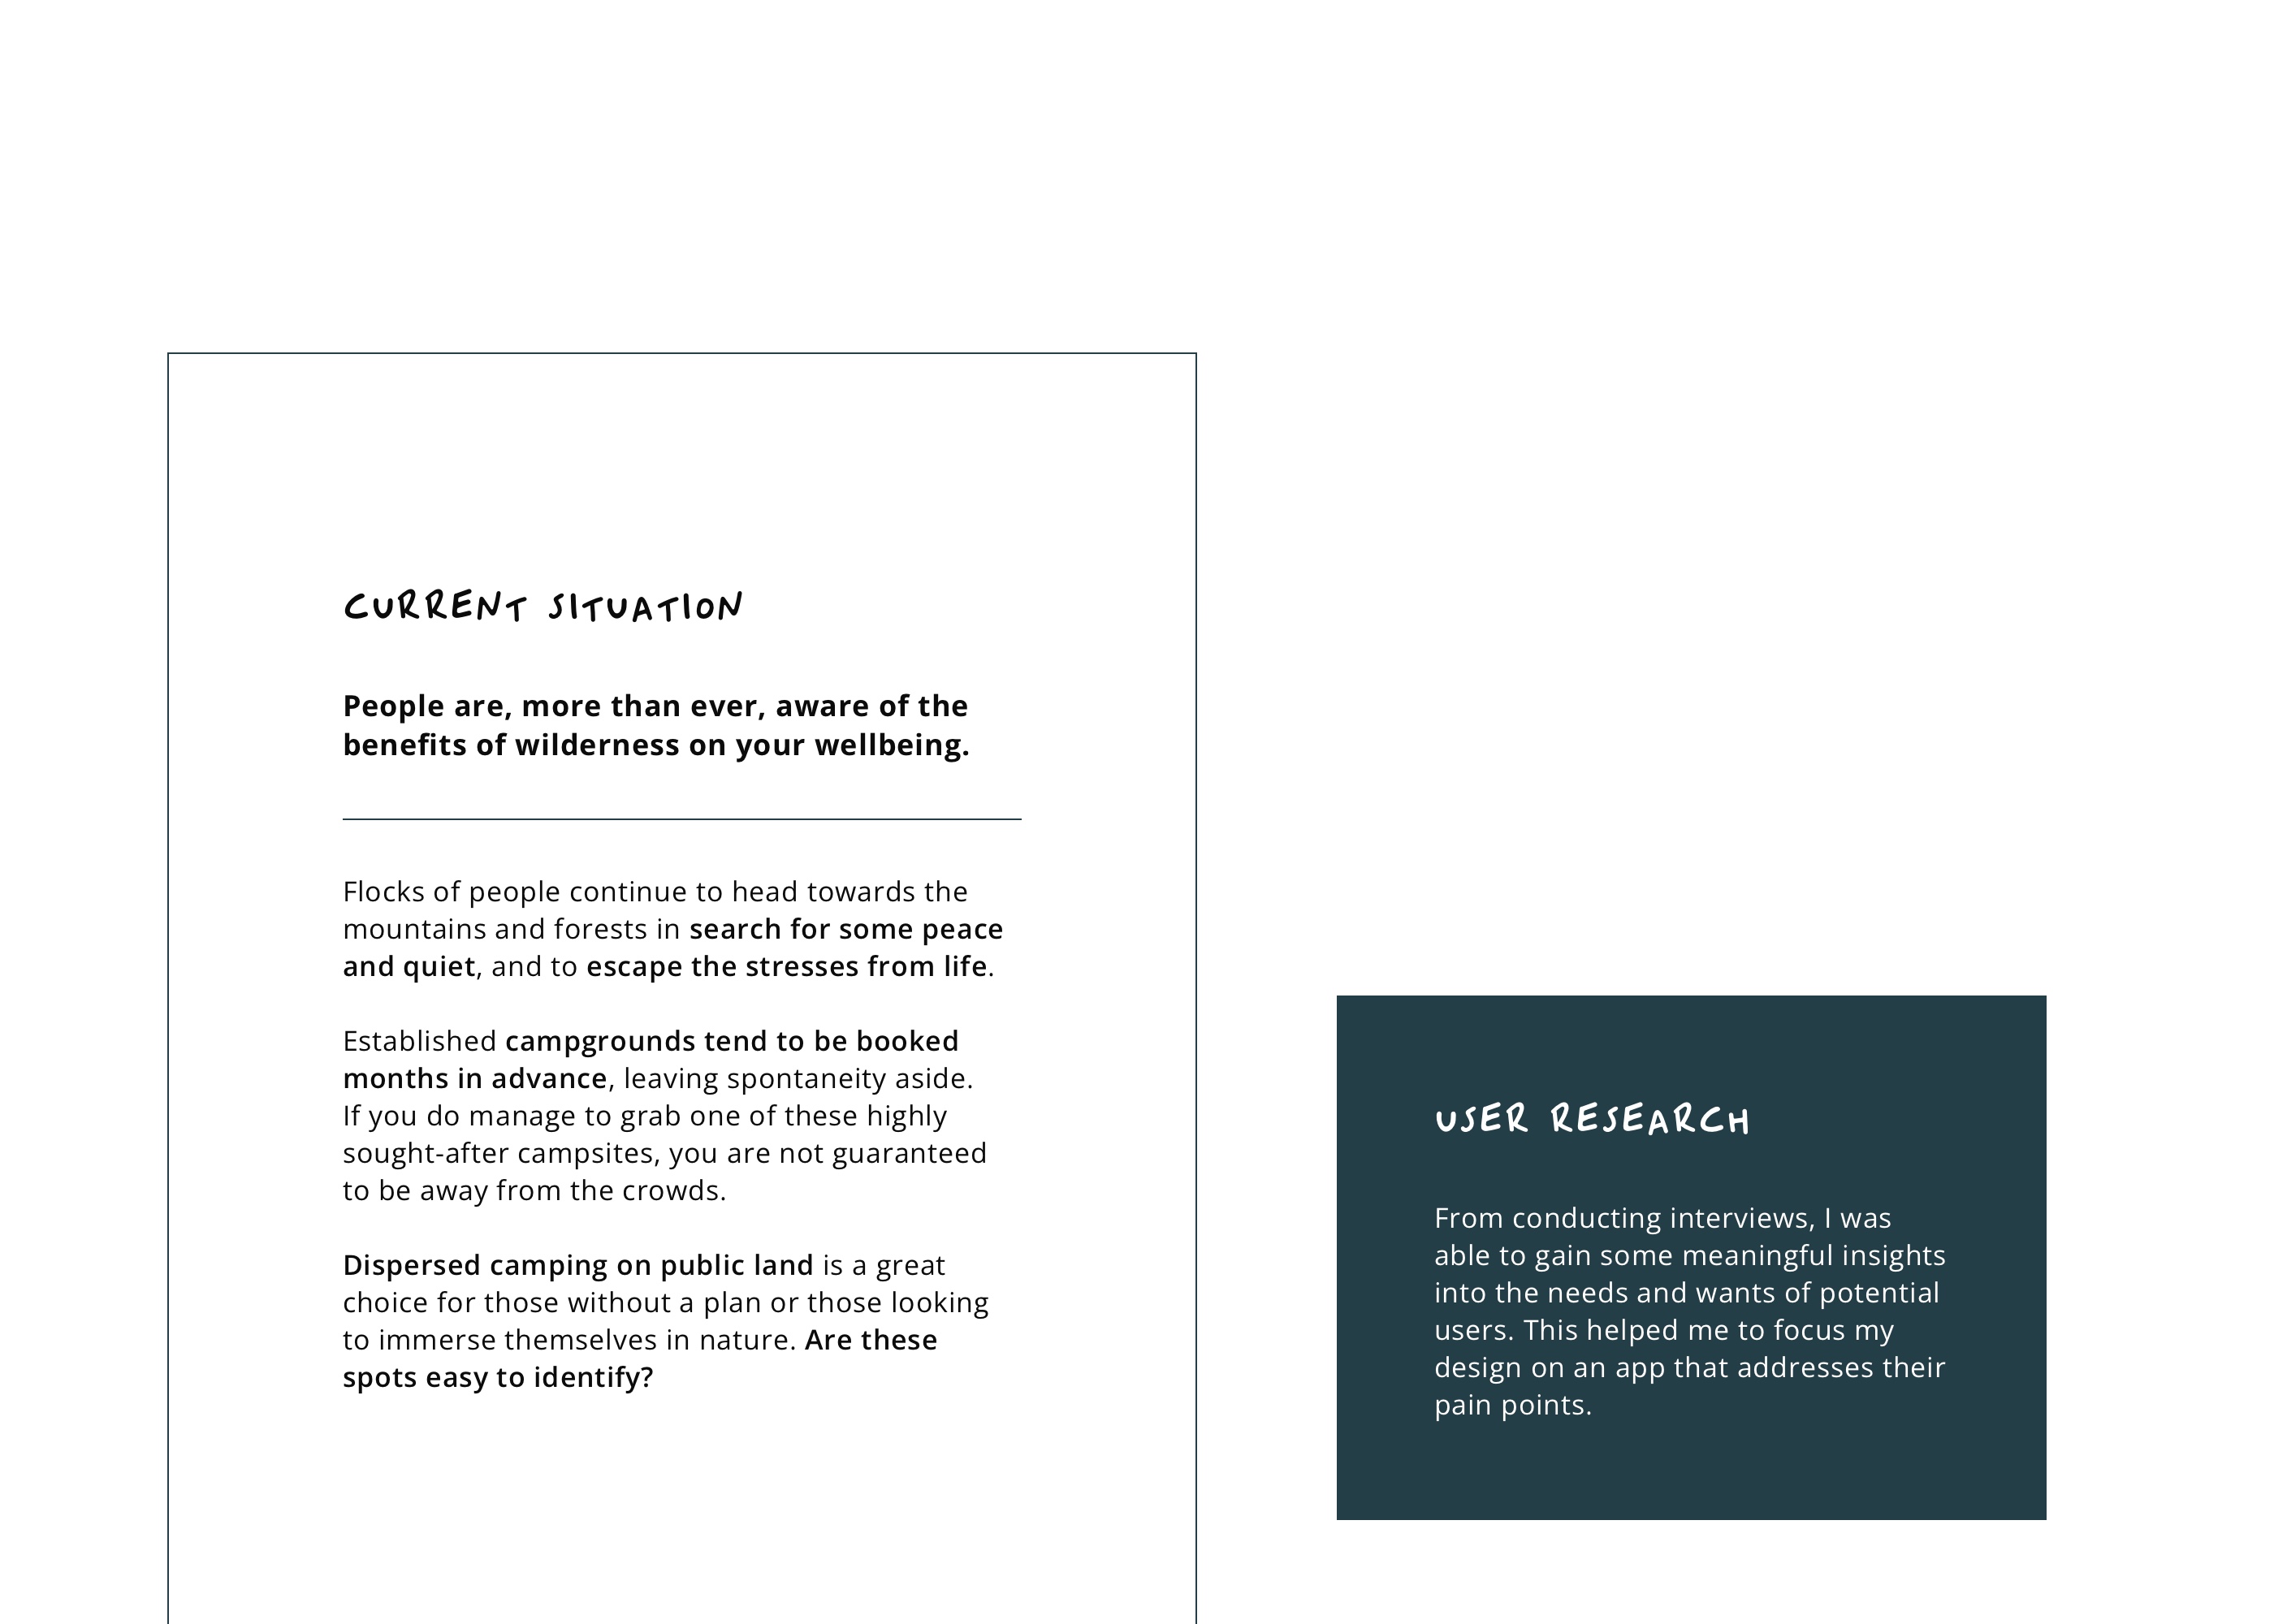 CURRENT SITUATION
People are, more than ever, aware of the
benefits of wilderness on your wellbeing.
Flocks of people continue to head towards the
mountains and forests in search for some peace
and quiet, and to escape the stresses from life.
Established campgrounds tend to be booked
months in advance, leaving spontaneity aside.
If you do manage to grab one of these highly
sought-after campsites, you are not guaranteed
to be away from the crowds.
Dispersed camping on public land is a great
choice for those without a plan or those looking
to immerse themselves in nature. Are these
spots easy to identify?
USER RESEARCH
From conducting interviews, I was
able to gain some meaningful insights
into the needs and wants of potential
users. This helped me to focus my
design on an app that addresses their
pain points.